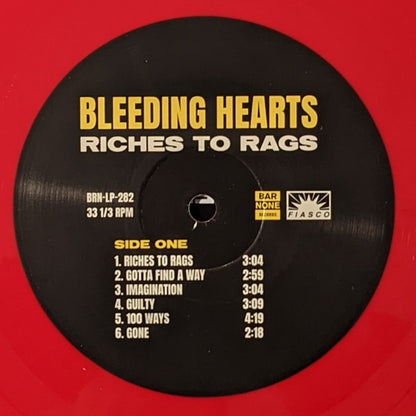 BLEEDING HEARTS
RICHES TO RAGS
BRN-LP-282
33 1/3 RPM
BAR
NONE
RECORDS
FIASCO
SIDE ONE
1. RICHES TO RAGS 3:04
2. GOTTA FIND A WAY 2:59
3. IMAGINATION 3:04
4. GUILTY 3:09
5. 100 WAYS 4:19
6. GONE 2:18